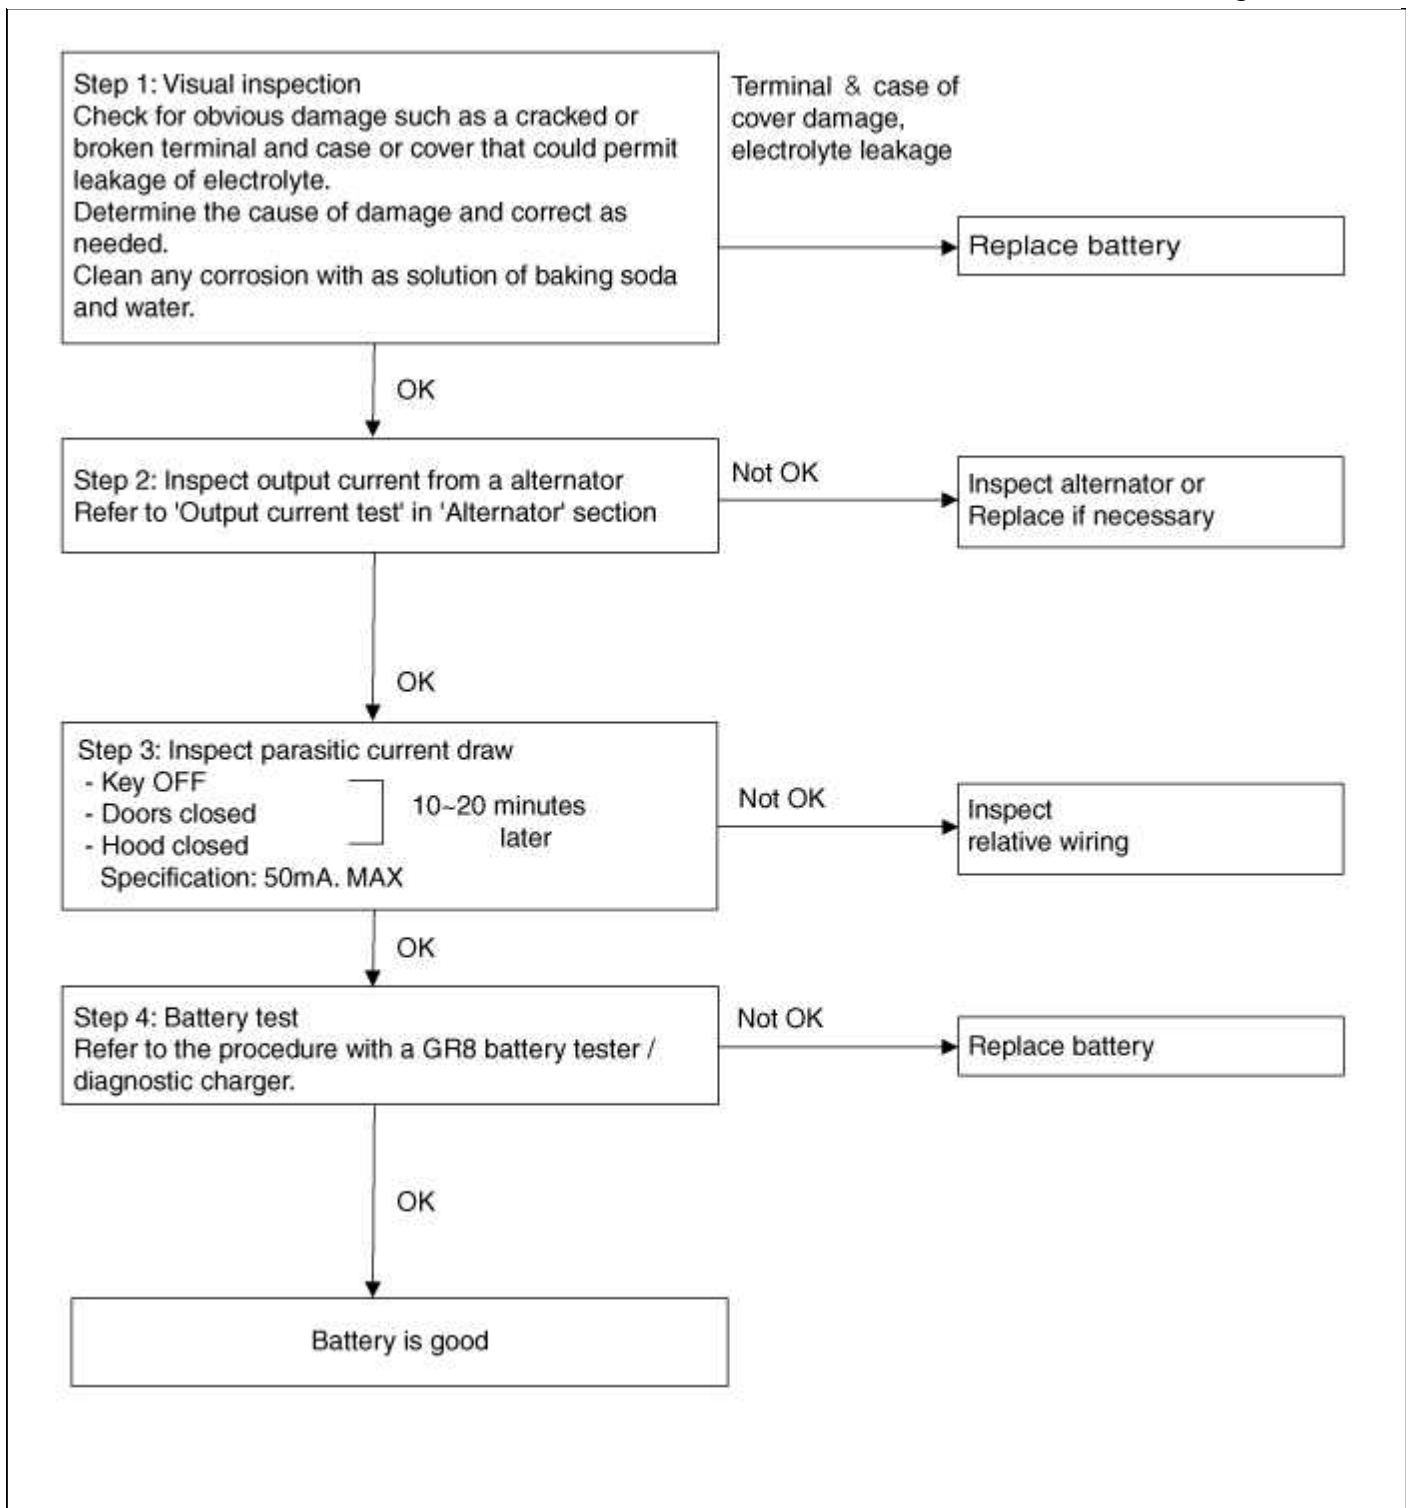 Step 1: Visual inspection
Check for obvious damage such as a cracked or
broken terminal and case or cover that could permit
leakage of electrolyte.
Determine the cause of damage and correct as
needed.
Clean any corrosion with as solution of baking soda
and water.
Terminal & case of
cover damage,
electrolyte leakage
Replace battery
OK
Step 2: Inspect output current from a alternator
Refer to 'Output current test' in 'Alternator' section
Not OK
Inspect alternator or
Replace if necessary
OK
Step 3: Inspect parasitic current draw
- Key OFF
- Doors closed
- Hood closed
10~20 minutes
later
Specification: 50mA. MAX
Not OK
Inspect
relative wiring
OK
Step 4: Battery test
Refer to the procedure with a GR8 battery tester /
diagnostic charger.
Not OK
Replace battery
OK
Battery is good